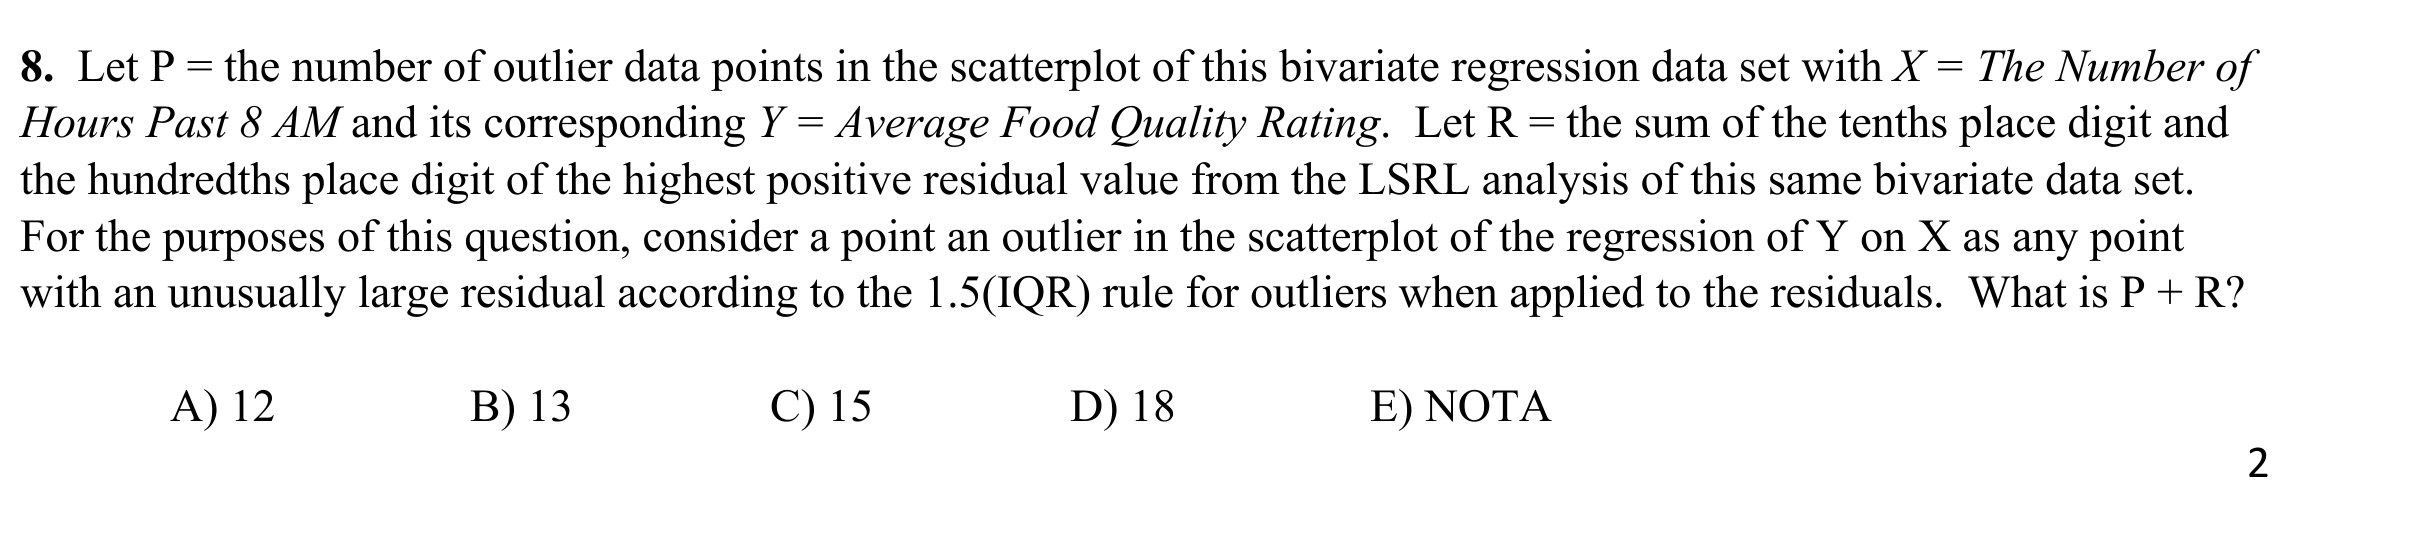 8. Let P = the number of outlier data points in the scatterplot of this bivariate regression data set with X = The Number of
Hours Past 8 AM and its corresponding Y = Average Food Quality Rating. Let R = the sum of the tenths place digit and
the hundredths place digit of the highest positive residual value from the LSRL analysis of this same bivariate data set.
For the purposes of this question, consider a point an outlier in the scatterplot of the regression of Y on X as any point
with an unusually large residual according to the 1.5(IQR) rule for outliers when applied to the residuals. What is P + R?
A) 12 B) 13 C) 15 D) 18 E) NOTA
2